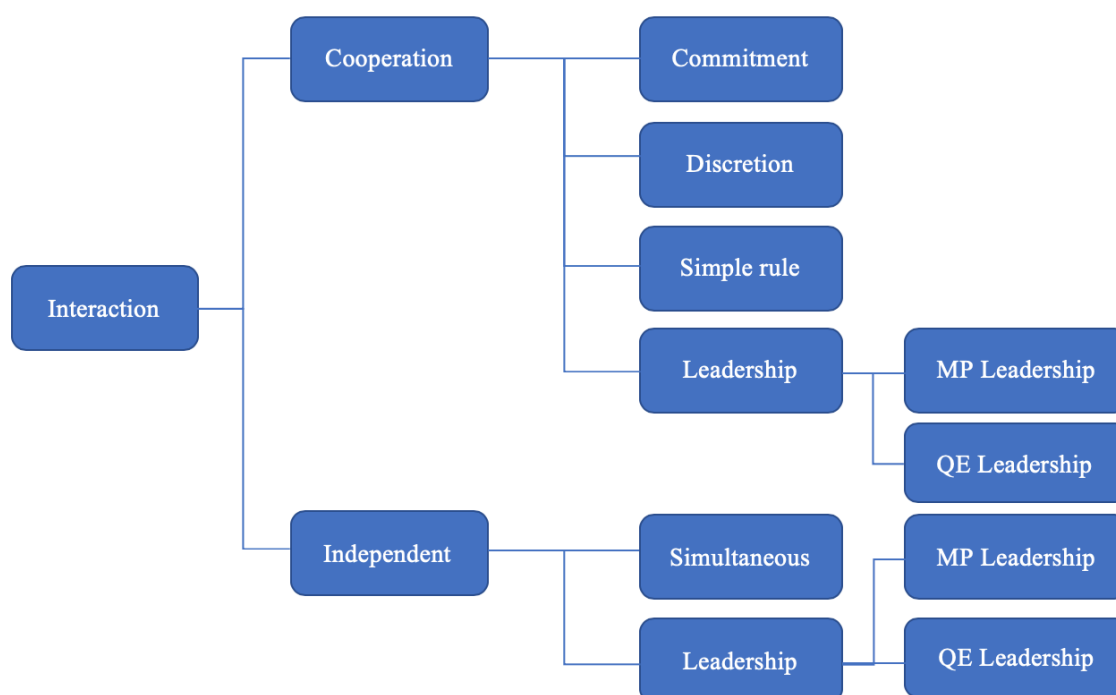 Cooperation
Commitment
Discretion
Simple rule
Interaction
Leadership
MP Leadership
QE Leadership
Independent
Simultaneous
MP Leadership
Leadership
QE Leadership